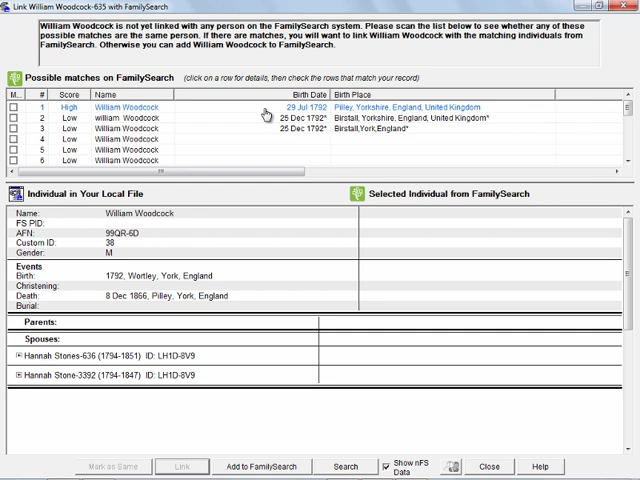 Link William Woodcock-635 with FamilySearch
William Woodcock is not yet linked with any person on the FamilySearch system. Please scan the list below to see whether any of these
possible matches are the same person. If there are matches, you will want to link William Woodcock with the matching individuals from
FamilySearch. Otherwise you can add William Woodcock to FamilySearch.
Possible matches on FamilySearch (click on a row for details, then check the rows that match your record)
M... # Score Name Birth Date Birth Place
1 High William Woodcock 29 Jul 1792 Pilley, Yorkshire, England, United Kingdom
2 Low william Woodcock 25 Dec 1792* Birstall, Yorkshire, England, United Kingdom*
3 Low William Woodcock 25 Dec 1792* Birstall,York,England*
4 Low William Woodcock
5 Low William Woodcock
6 Low William Woodcock
Individual in Your Local File Selected Individual from FamilySearch
Name: William Woodcock
FS PID:
AFN: 99QR-6D
Custom ID: 38
Gender: M
Events
Birth: 1792, Wortley, York, England
Christening:
Death: 8 Dec 1866, Pilley, York, England
Burial:
Parents:
Spouses:
Hannah Stones-636 (1794-1851) ID: LH1D-8V9
Hannah Stone-3392 (1794-1847) ID: LH1D-8V9
Mark as Same Link Add to FamilySearch Search Show nFS Data Close Help